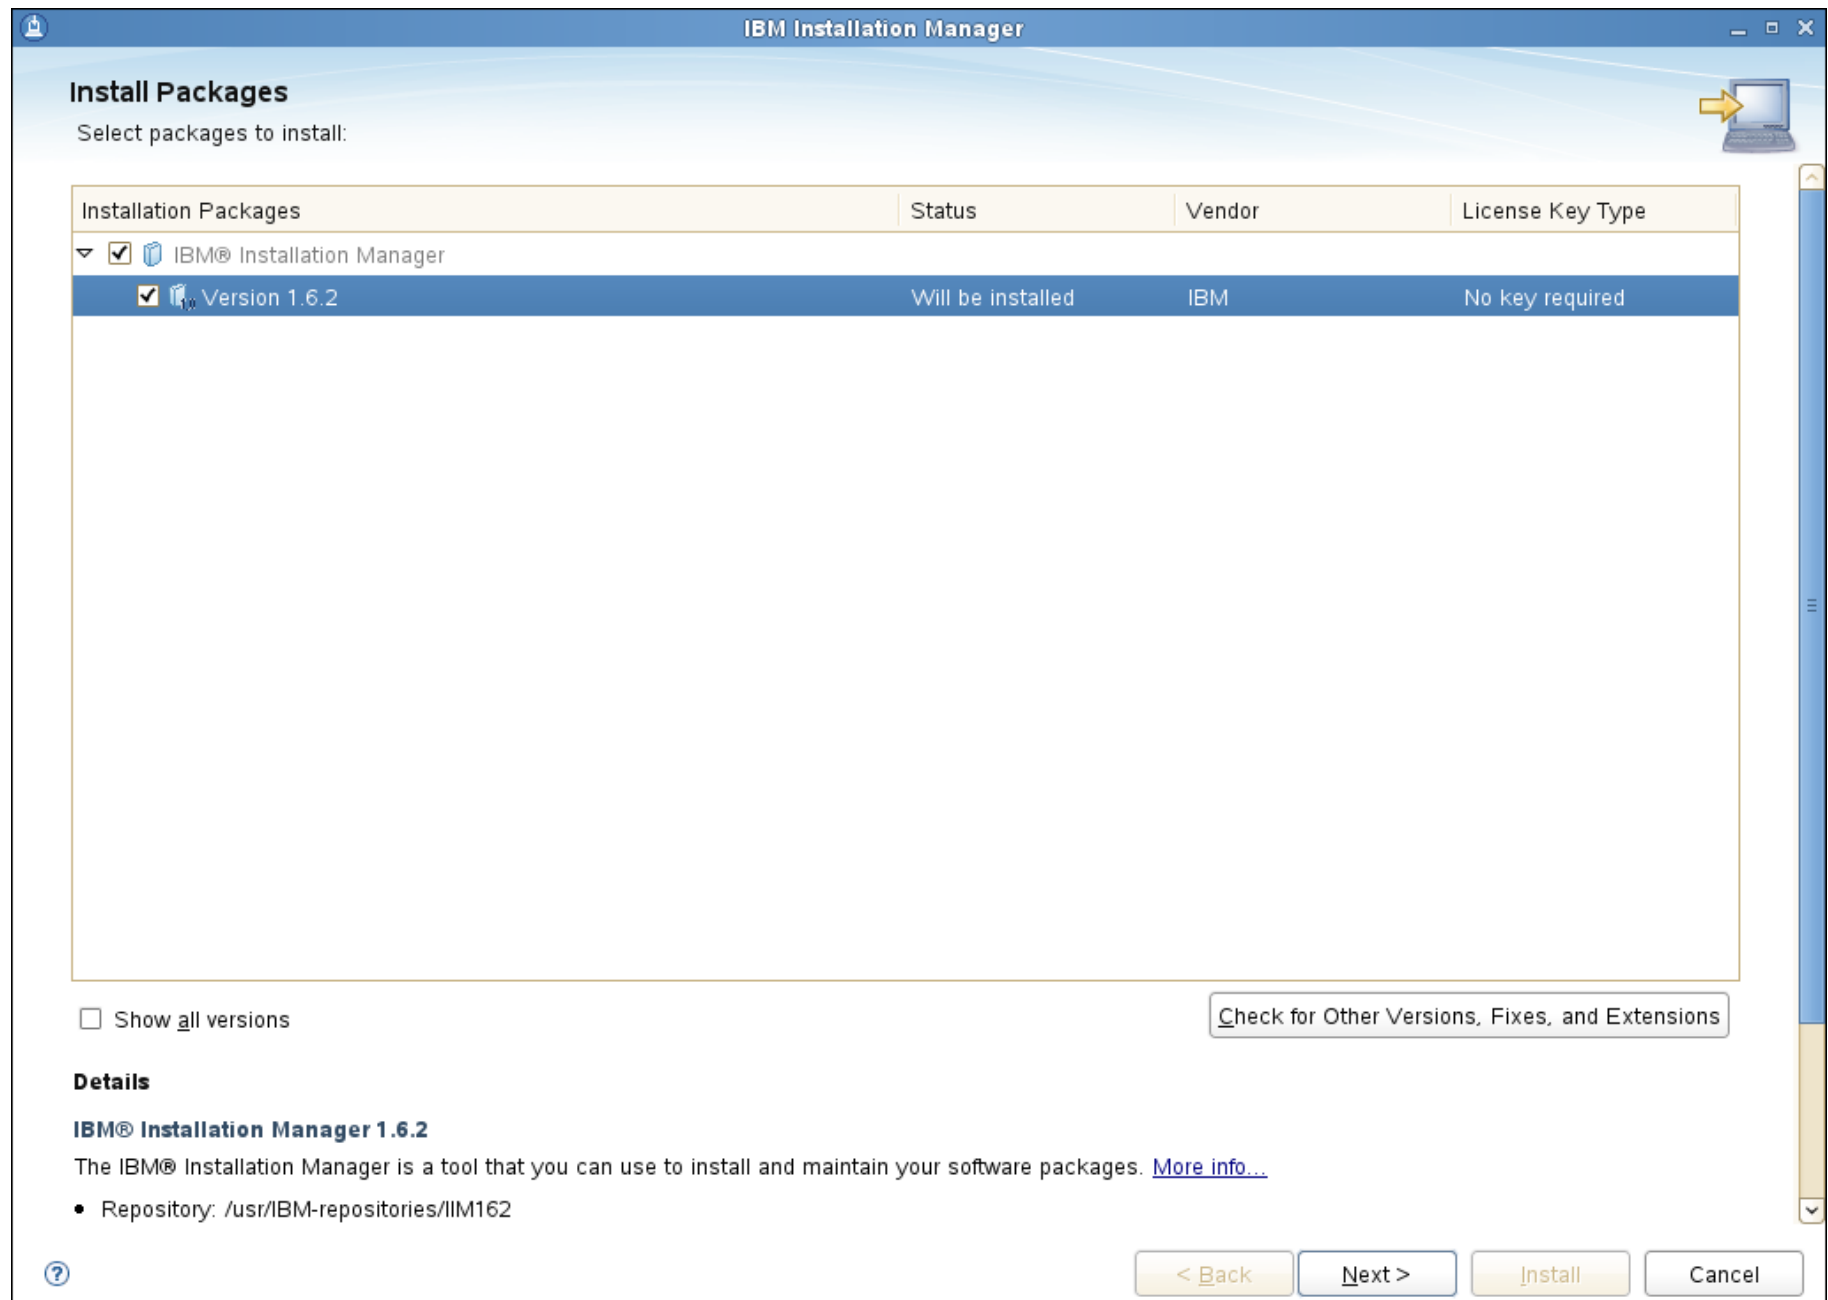 IBM Installation Manager
Install Packages
Select packages to install:
Installation Packages Status Vendor License Key Type
IBM® Installation Manager
Version 1.6.2 Will be installed IBM No key required
Show all versions
Check for Other Versions, Fixes, and Extensions
Details
IBM® Installation Manager 1.6.2
The IBM® Installation Manager is a tool that you can use to install and maintain your software packages. More info...
• Repository: /usr/IBM-repositories/IIM162
? < Back Next > Install Cancel